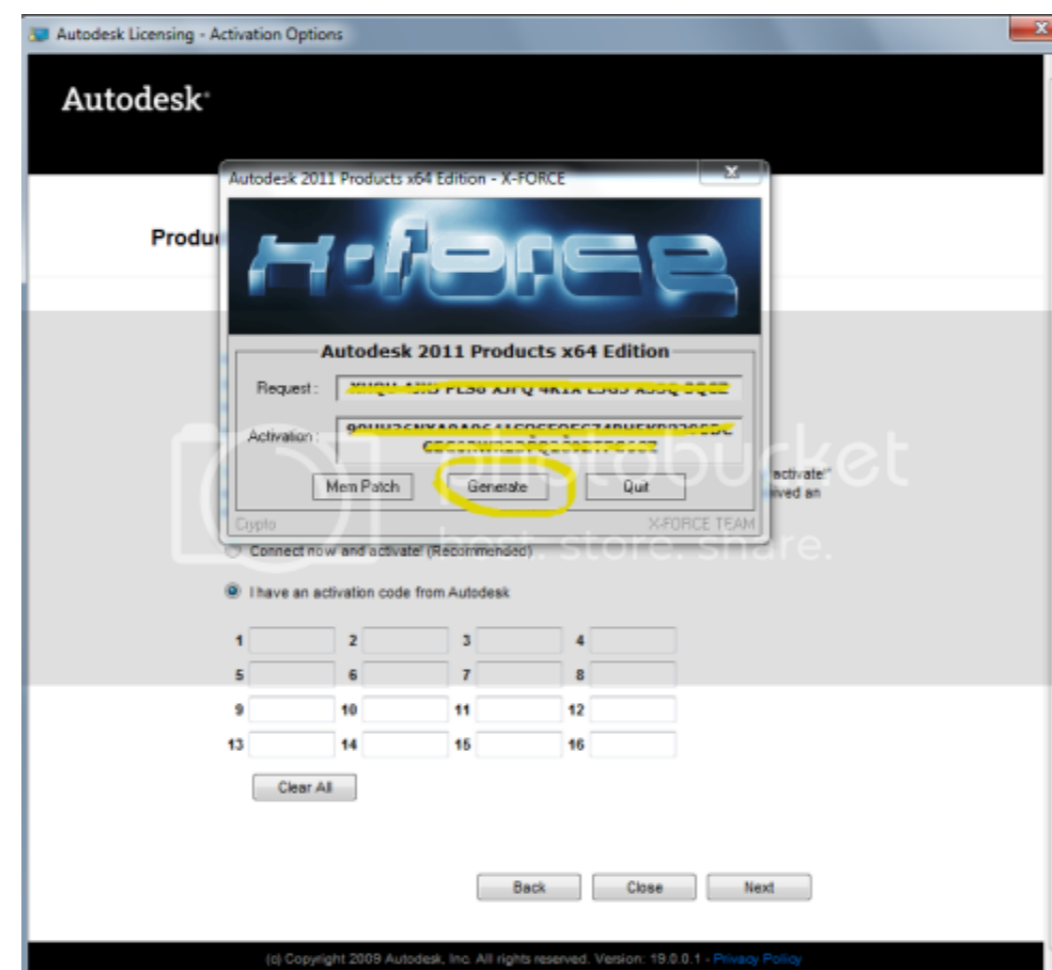 Autodesk Licensing - Activation Options
Autodesk
Autodesk 2011 Products x64 Edition - X-FORCE
Produ
x-force
Autodesk 2011 Products x64 Edition
Request :
Activation :
Mem Patch Generate Quit
activate!"
an
Crypto X-FORCE TEAM
photobucket
host. store. share.
Connect now and activate! (Recommended)
I have an activation code from Autodesk
1 2 3 4
5 6 7 8
9 10 11 12
13 14 15 16
Clear All
Back Close Next
(c) Copyright 2009 Autodesk, Inc. All rights reserved. Version: 19.0.0.1 - Privacy Policy